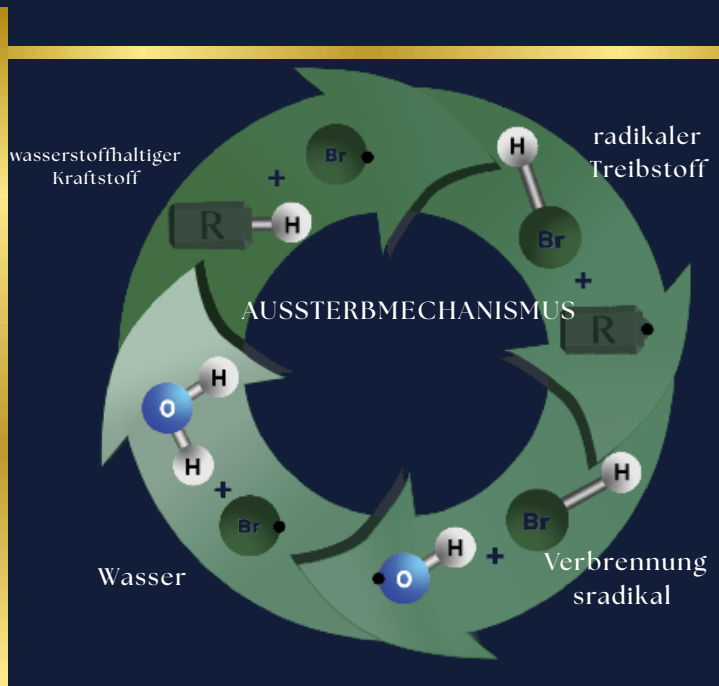 wasserstoffhaltiger
Kraftstoff
Br
+
R
H
radikaler
Treibstoff
H
Br
+
R
AUSSTERBMECHANISMUS
O
H
H
+
Br
Wasser
H
Br
+
H
O
Verbrennung
sradikal